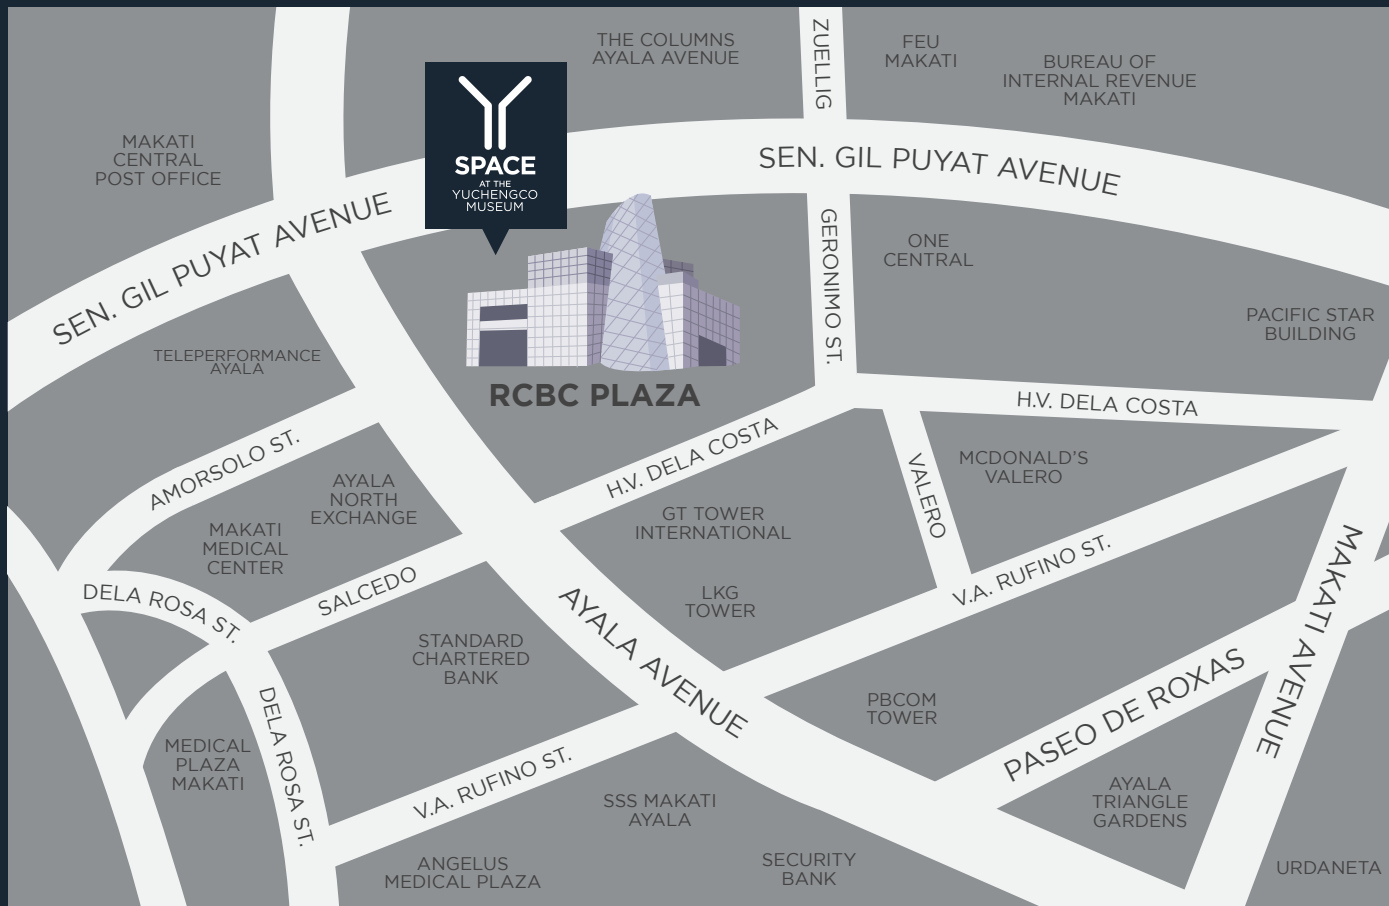 THE COLUMNS
AYALA AVENUE
ZUELLIG
FEU
MAKATI
BUREAU OF
INTERNAL REVENUE
MAKATI
MAKATI
CENTRAL
POST OFFICE
SPACE
AT THE
YUCHENGCO
MUSEUM
SEN. GIL PUYAT AVENUE
SEN. GIL PUYAT AVENUE
GERONIMO ST.
ONE
CENTRAL
PACIFIC STAR
BUILDING
TELEPERFORMANCE
AYALA
RCBC PLAZA
H.V. DELA COSTA
H.V. DELA COSTA
AMORSOLO ST.
AYALA
NORTH
EXCHANGE
VALERO
MCDONALD'S
VALERO
GT TOWER
INTERNATIONAL
MAKATI
MEDICAL
CENTER
SALCEDO
DELA ROSA ST.
LKG
TOWER
V.A. RUFINO ST.
MAKATI AVENUE
AYALA AVENUE
STANDARD
CHARTERED
BANK
PBCOM
TOWER
PASEO DE ROXAS
DELA ROSA ST.
MEDICAL
PLAZA
MAKATI
V.A. RUFINO ST.
SSS MAKATI
AYALA
AYALA
TRIANGLE
GARDENS
ANGELUS
MEDICAL PLAZA
SECURITY
BANK
URDANETA